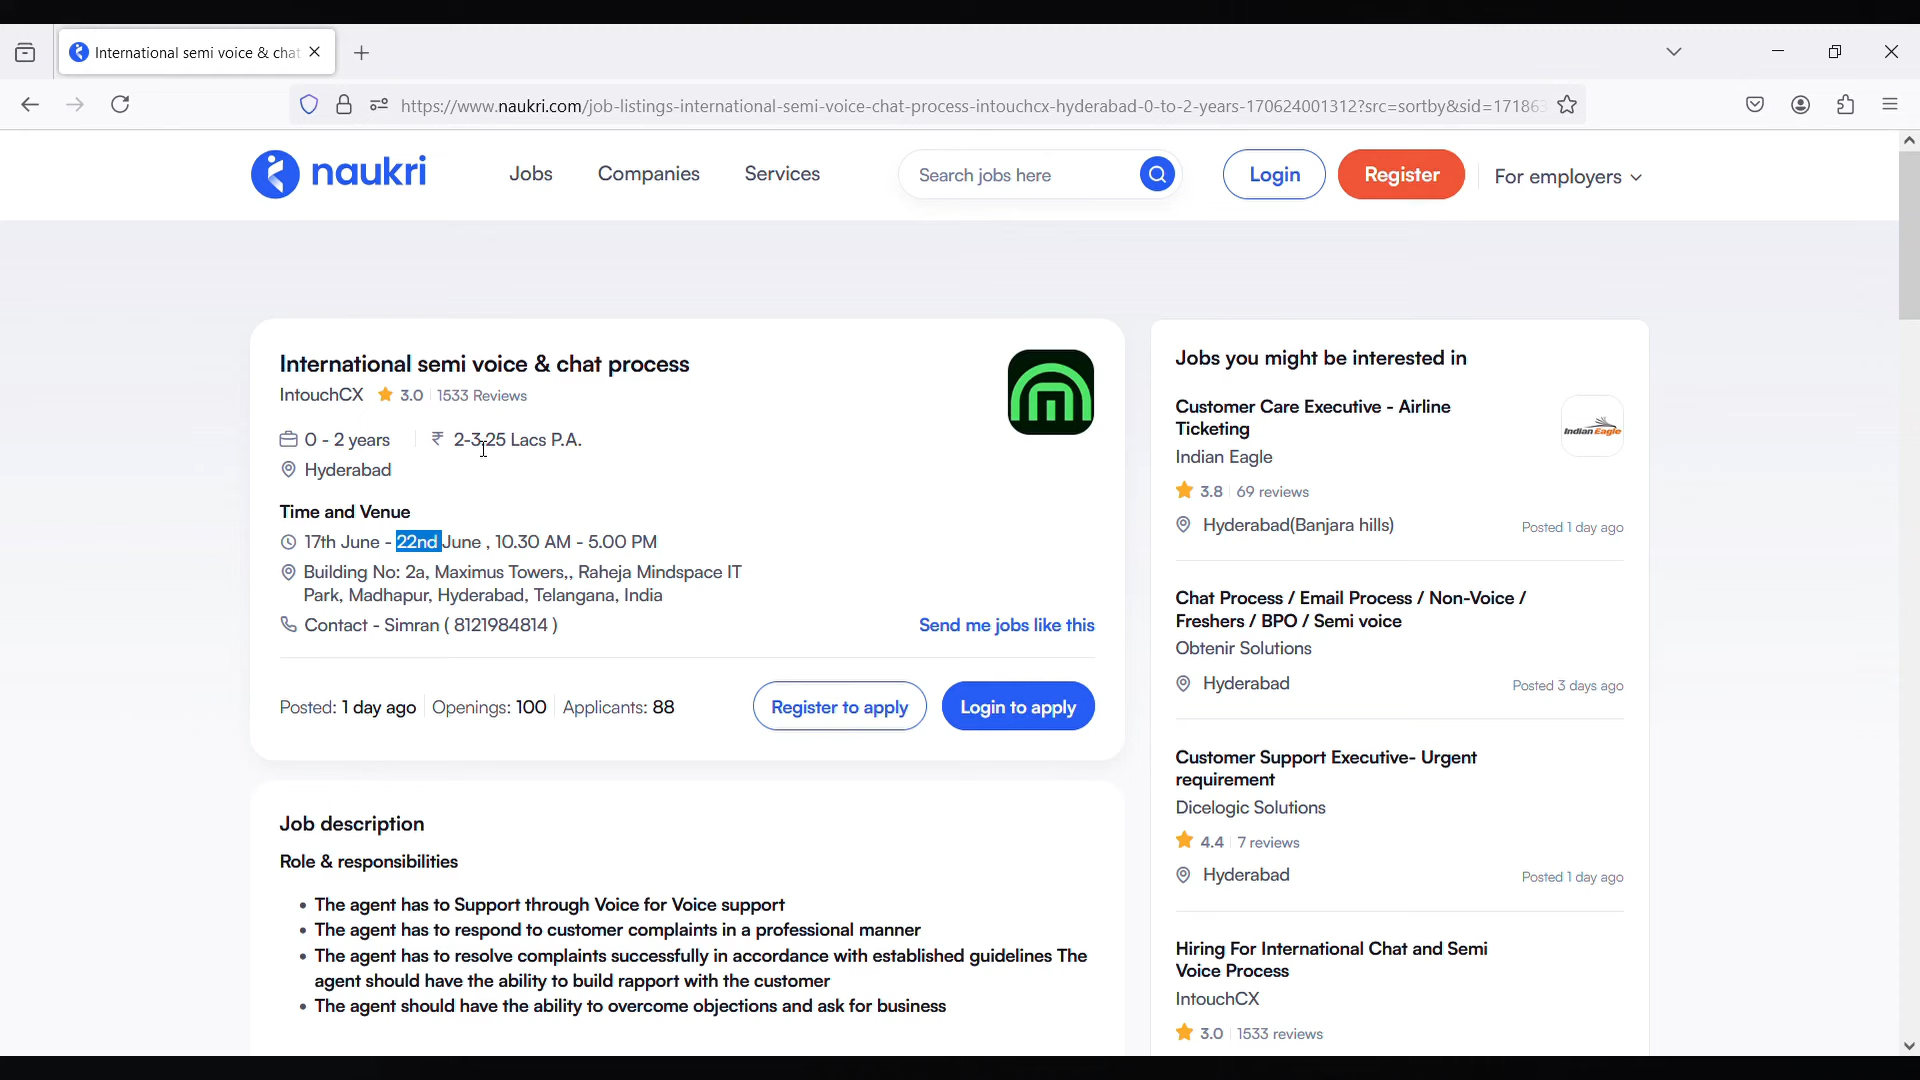 International semi voice & chat
https://www.naukri.com/job-listings-international-semi-voice-chat-process-intouchcx-hyderabad-0-to-2-years-170624001312?src=sortby&sid=17186
naukri
Jobs
Companies
Services
Search jobs here
Login
Register
For employers
International semi voice & chat process
IntouchCX 3.0 1533 Reviews
0 - 2 years ₹ 2-3.25 Lacs P.A.
Hyderabad
Time and Venue
17th June - 22nd June , 10.30 AM - 5.00 PM
Building No: 2a, Maximus Towers,, Raheja Mindspace IT
Park, Madhapur, Hyderabad, Telangana, India
Contact - Simran ( 8121984814 )
Send me jobs like this
Posted: 1 day ago Openings: 100 Applicants: 88
Register to apply
Login to apply
Job description
Role & responsibilities
• The agent has to Support through Voice for Voice support
• The agent has to respond to customer complaints in a professional manner
• The agent has to resolve complaints successfully in accordance with established guidelines The
agent should have the ability to build rapport with the customer
• The agent should have the ability to overcome objections and ask for business
Jobs you might be interested in
Customer Care Executive - Airline
Ticketing
Indian Eagle
Indian Eagle
3.8 69 reviews
Hyderabad(Banjara hills)
Posted 1 day ago
Chat Process / Email Process / Non-Voice /
Freshers / BPO / Semi voice
Obtenir Solutions
Hyderabad
Posted 3 days ago
Customer Support Executive- Urgent
requirement
Dicelogic Solutions
4.4 7 reviews
Hyderabad
Posted 1 day ago
Hiring For International Chat and Semi
Voice Process
IntouchCX
3.0 1533 reviews